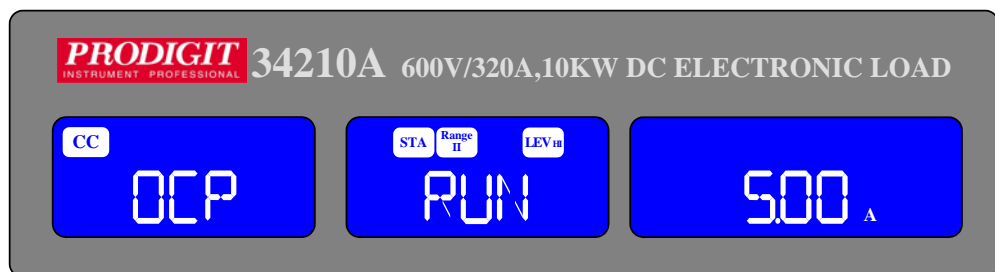 PRODIGIT
INSTRUMENT PROFESSIONAL
34210A 600V/320A,10KW DC ELECTRONIC LOAD
CC
OCP
STA Range II LEV HI
RUN
5.00 A